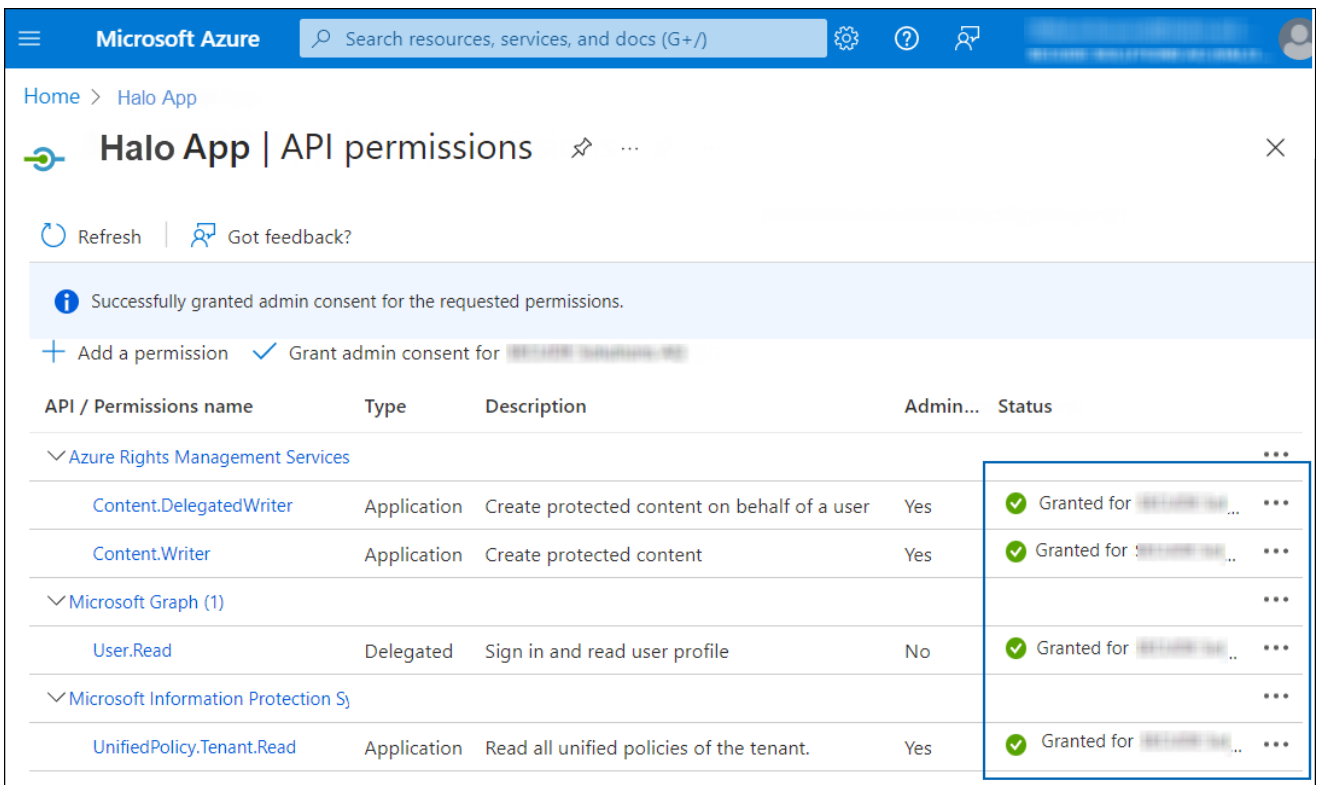 Microsoft Azure
Search resources, services, and docs (G+/)
Home > Halo App
Halo App | API permissions
Refresh
Got feedback?
Successfully granted admin consent for the requested permissions.
Add a permission
Grant admin consent for
API / Permissions name Type Description Admin... Status
Azure Rights Management Services
Content.DelegatedWriter Application Create protected content on behalf of a user Yes Granted for
Content.Writer Application Create protected content Yes Granted for
Microsoft Graph (1)
User.Read Delegated Sign in and read user profile No Granted for
Microsoft Information Protection Sy
UnifiedPolicy.Tenant.Read Application Read all unified policies of the tenant. Yes Granted for